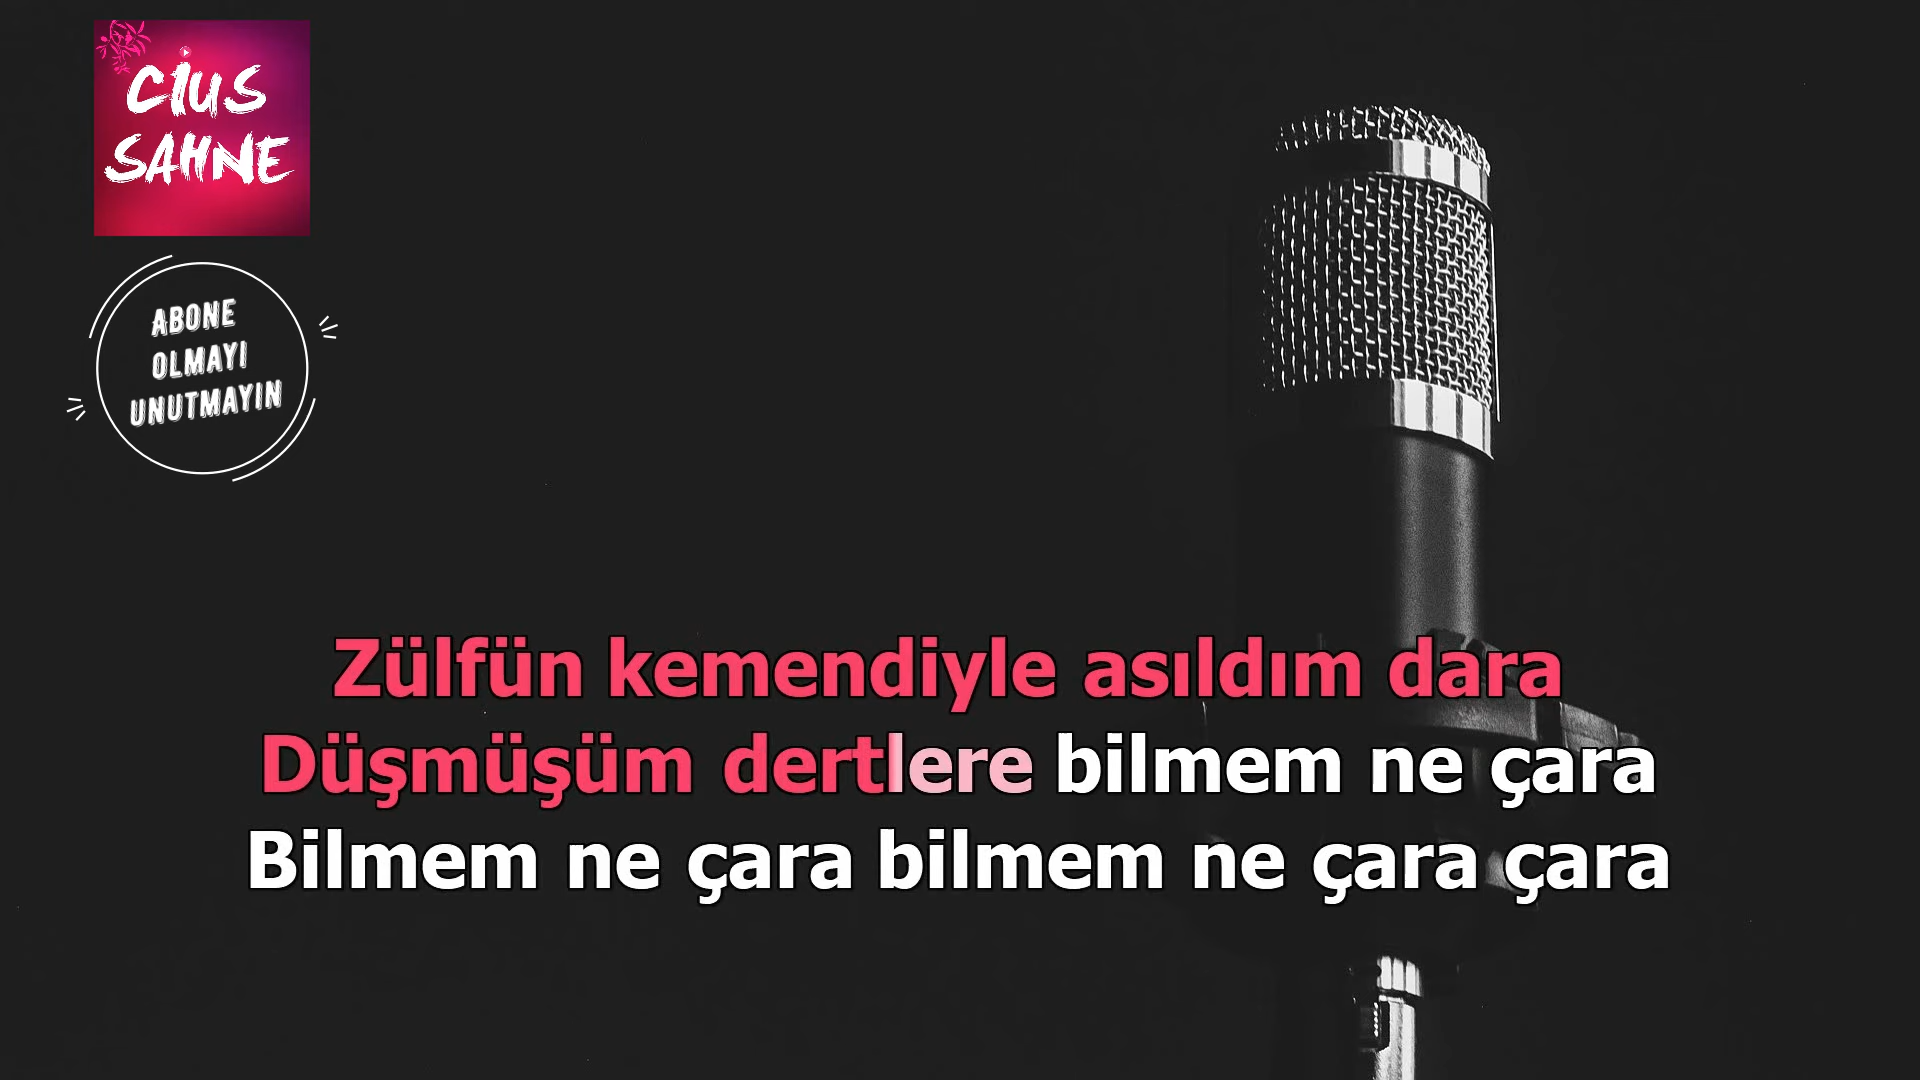 CİUS
SAHNE
ABONE
OLMAYI
UNUTMAYIN
Zülfün kemendiyle asıldım dara
Düşmüşüm dertlere bilmem ne çara
Bilmem ne çara bilmem ne çara çara